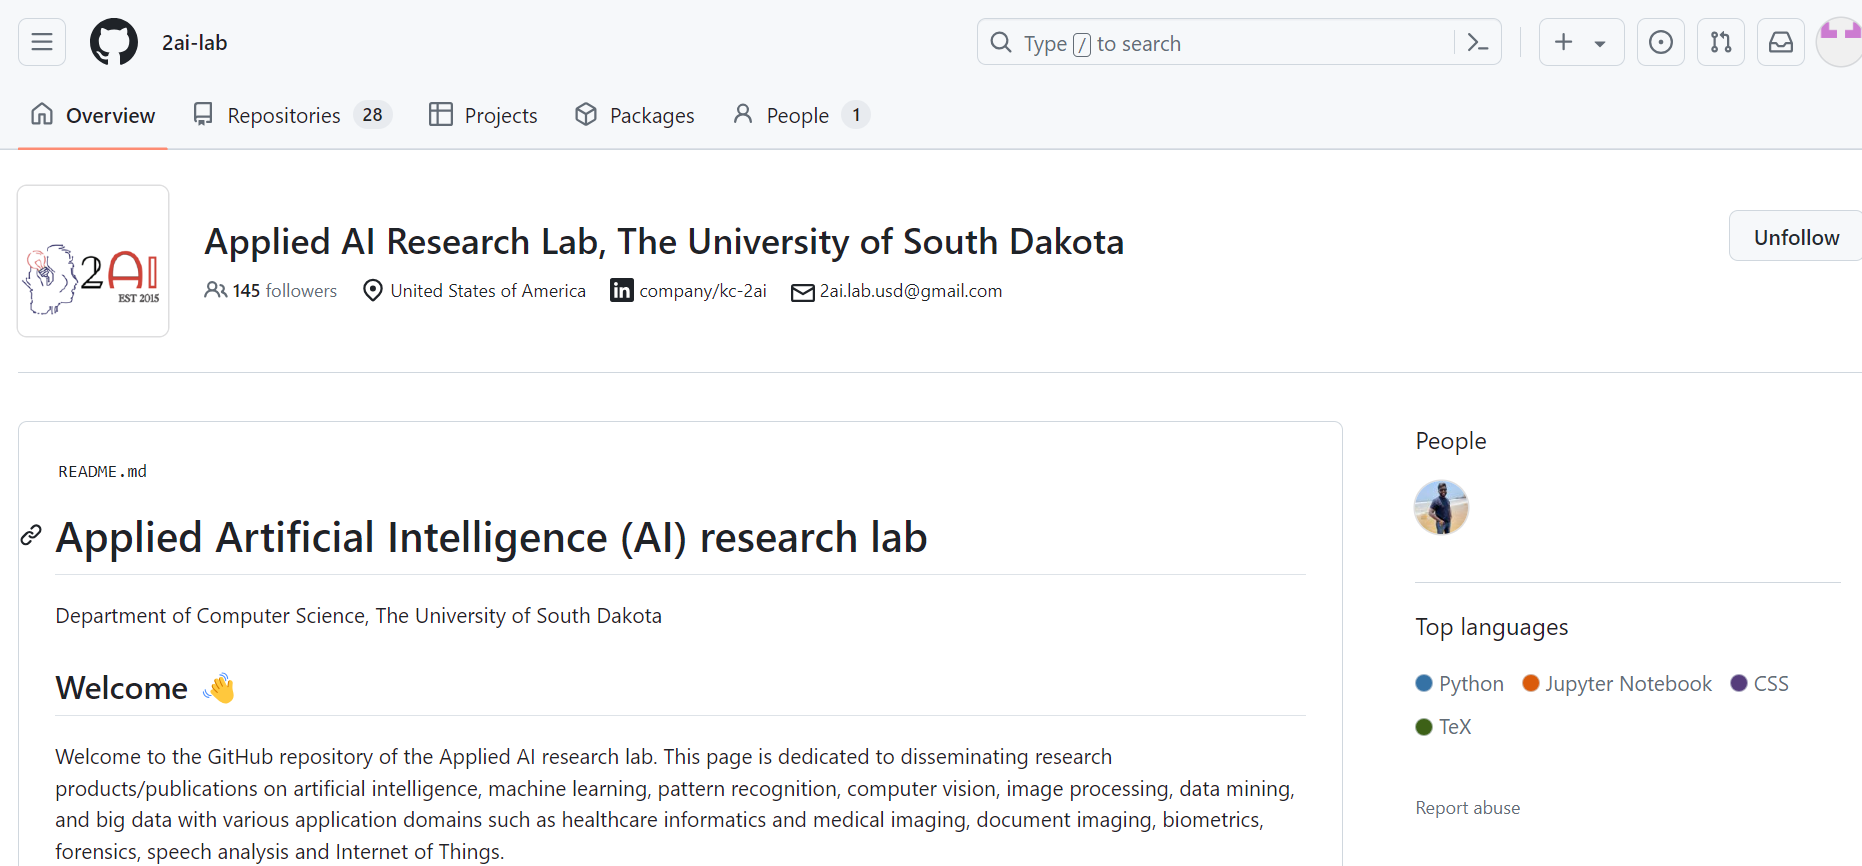 2ai-lab
Type / to search
Overview
Repositories 28
Projects
Packages
People 1
2AI
EST 2015
Applied AI Research Lab, The University of South Dakota
Unfollow
145 followers
United States of America
in company/kc-2ai
2ai.lab.usd@gmail.com
README.md
Applied Artificial Intelligence (AI) research lab
Department of Computer Science, The University of South Dakota
Welcome 👋
Welcome to the GitHub repository of the Applied AI research lab. This page is dedicated to disseminating research
products/publications on artificial intelligence, machine learning, pattern recognition, computer vision, image processing, data mining,
and big data with various application domains such as healthcare informatics and medical imaging, document imaging, biometrics,
forensics, speech analysis and Internet of Things.
People
Top languages
Python
Jupyter Notebook
CSS
TeX
Report abuse